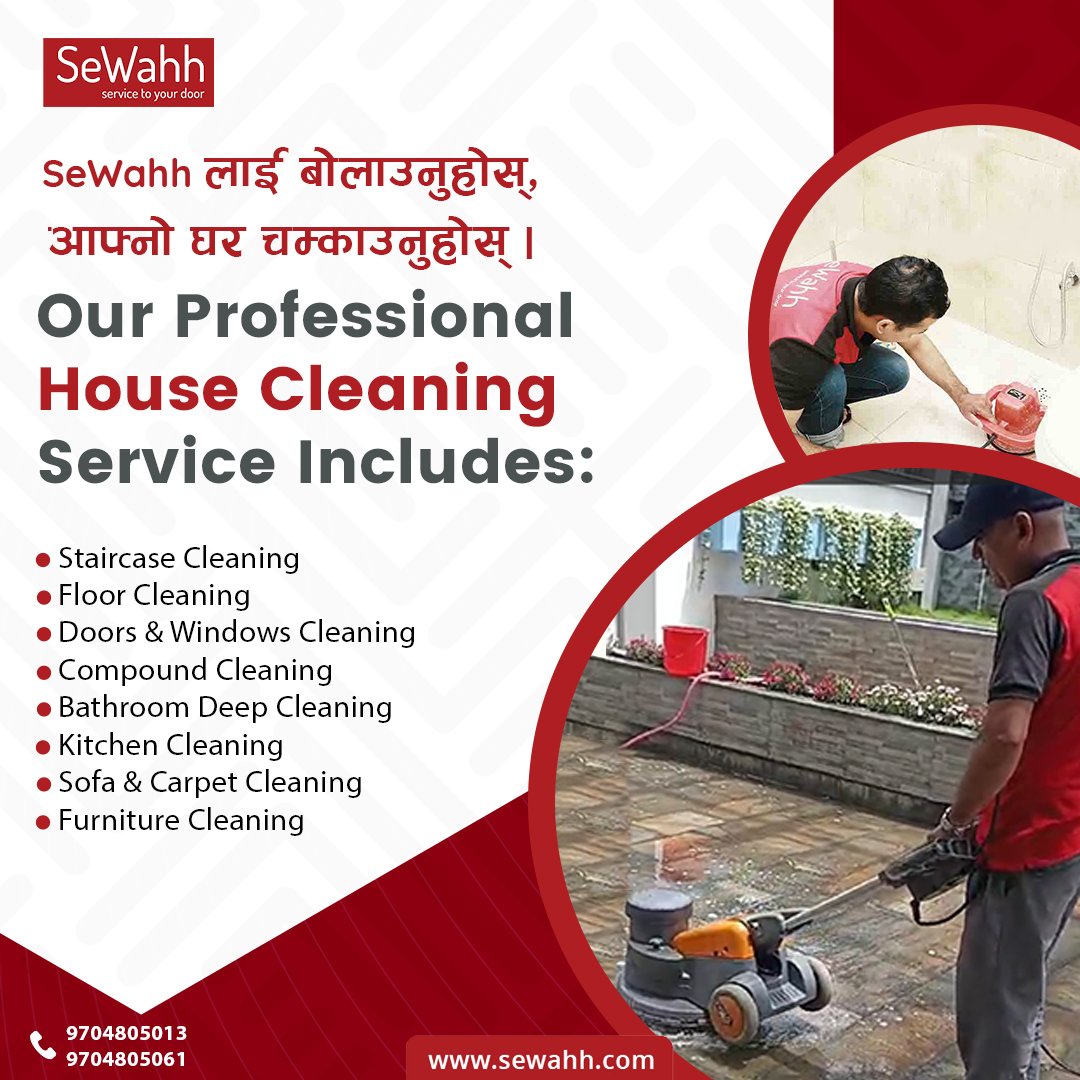 SeWahh
service to your door
SeWahh लाई बोलाउनुहोस्,
आफ्नो घर चम्काउनुहोस् ।
Our Professional
House Cleaning
Service Includes:
Staircase Cleaning
Floor Cleaning
Doors & Windows Cleaning
Compound Cleaning
Bathroom Deep Cleaning
Kitchen Cleaning
Sofa & Carpet Cleaning
Furniture Cleaning
SeWahh
9704805013
9704805061
www.sewahh.com